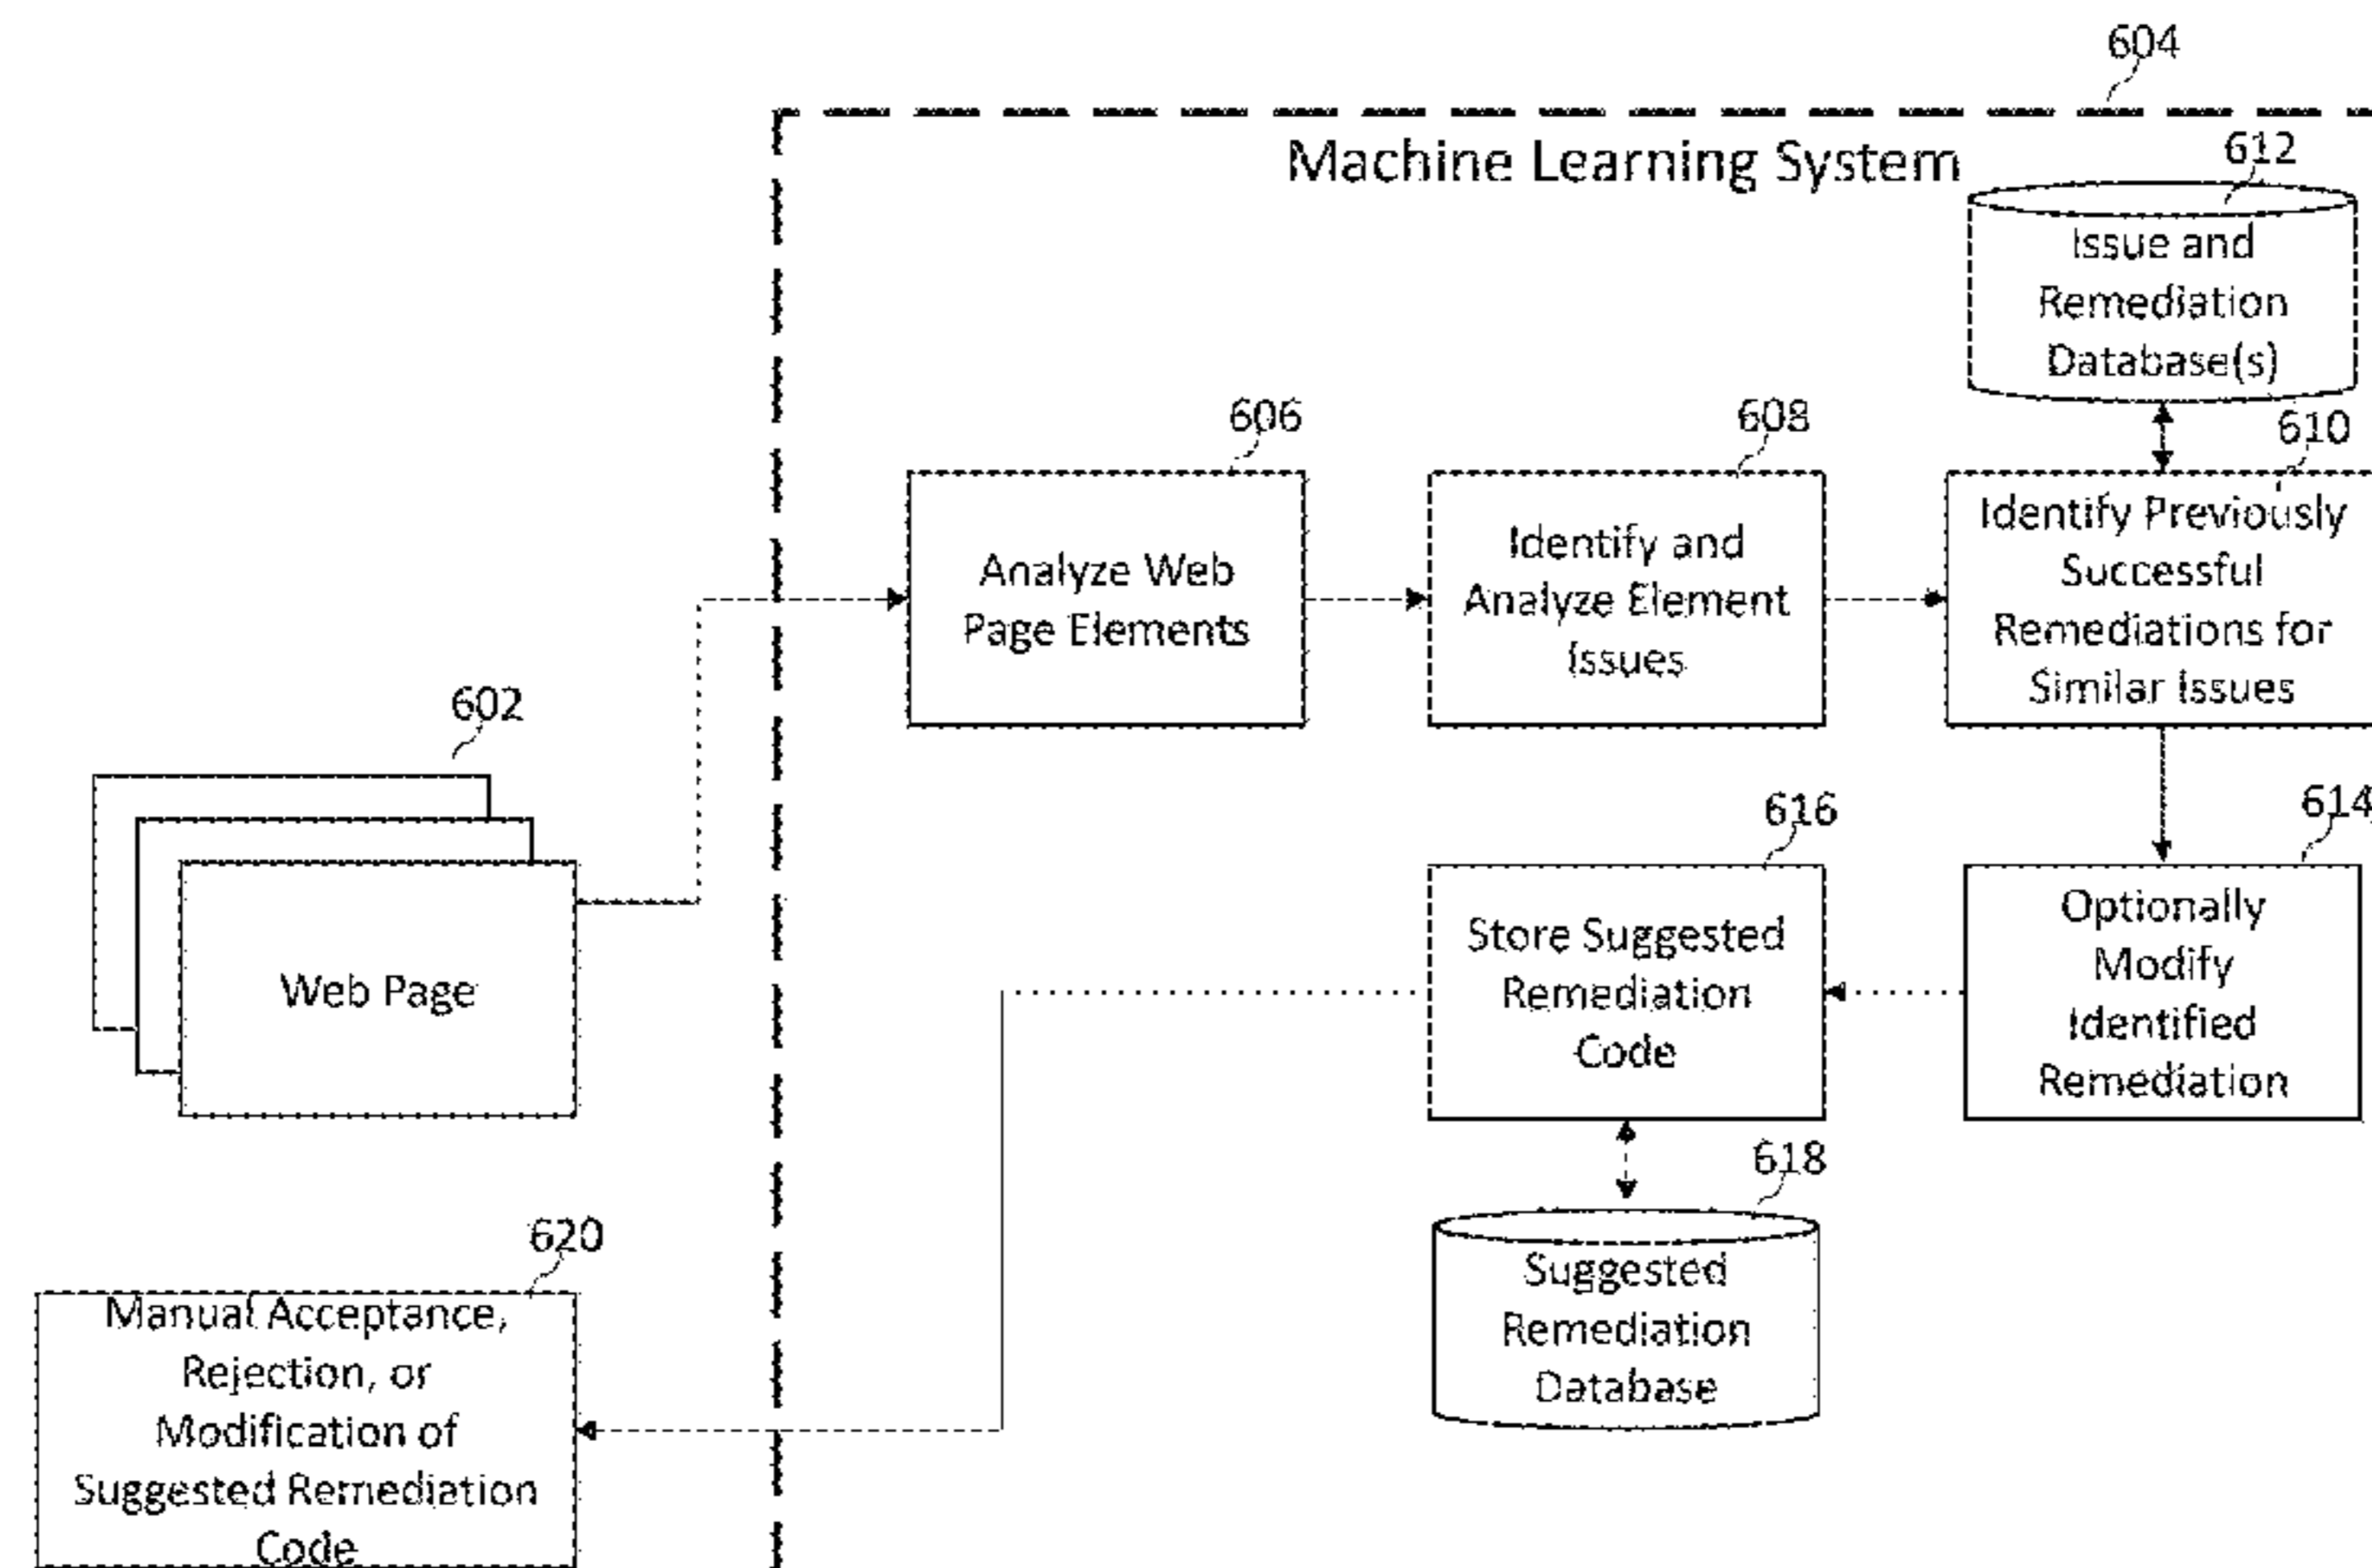 604
Machine Learning System
612
Issue and
Remediation
Database(s)
606
608
610
Analyze Web
Page Elements
Identify and
Analyze Element
Issues
Identify Previously
Successful
Remediations for
Similar Issues
602
Web Page
616
Store Suggested
Remediation
Code
614
Optionally
Modify
Identified
Remediation
618
Suggested
Remediation
Database
620
Manual Acceptance,
Rejection, or
Modification of
Suggested Remediation
Code